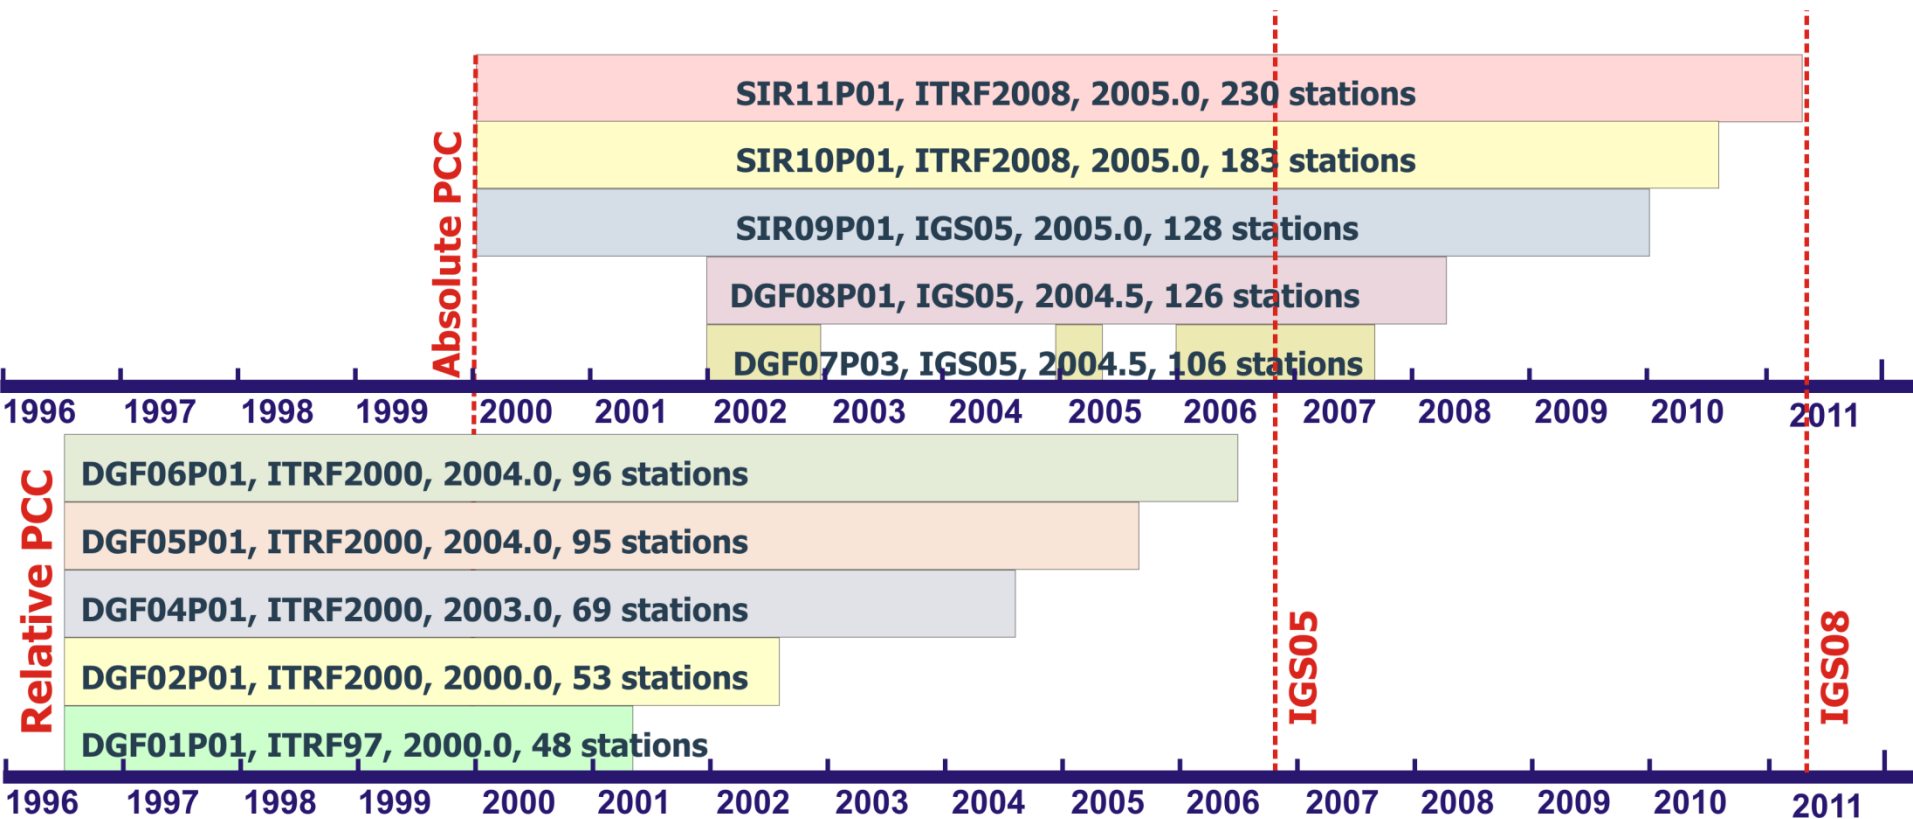 SIR11P01, ITRF2008, 2005.0, 230 stations
SIR10P01, ITRF2008, 2005.0, 183 stations
SIR09P01, IGS05, 2005.0, 128 stations
DGF08P01, IGS05, 2004.5, 126 stations
DGF07P03, IGS05, 2004.5, 106 stations
Absolute PCC
1996 1997 1998 1999 2000 2001 2002 2003 2004 2005 2006 2007 2008 2009 2010 2011
DGF06P01, ITRF2000, 2004.0, 96 stations
DGF05P01, ITRF2000, 2004.0, 95 stations
DGF04P01, ITRF2000, 2003.0, 69 stations
DGF02P01, ITRF2000, 2000.0, 53 stations
DGF01P01, ITRF97, 2000.0, 48 stations
Relative PCC
IGS05
IGS08
1996 1997 1998 1999 2000 2001 2002 2003 2004 2005 2006 2007 2008 2009 2010 2011